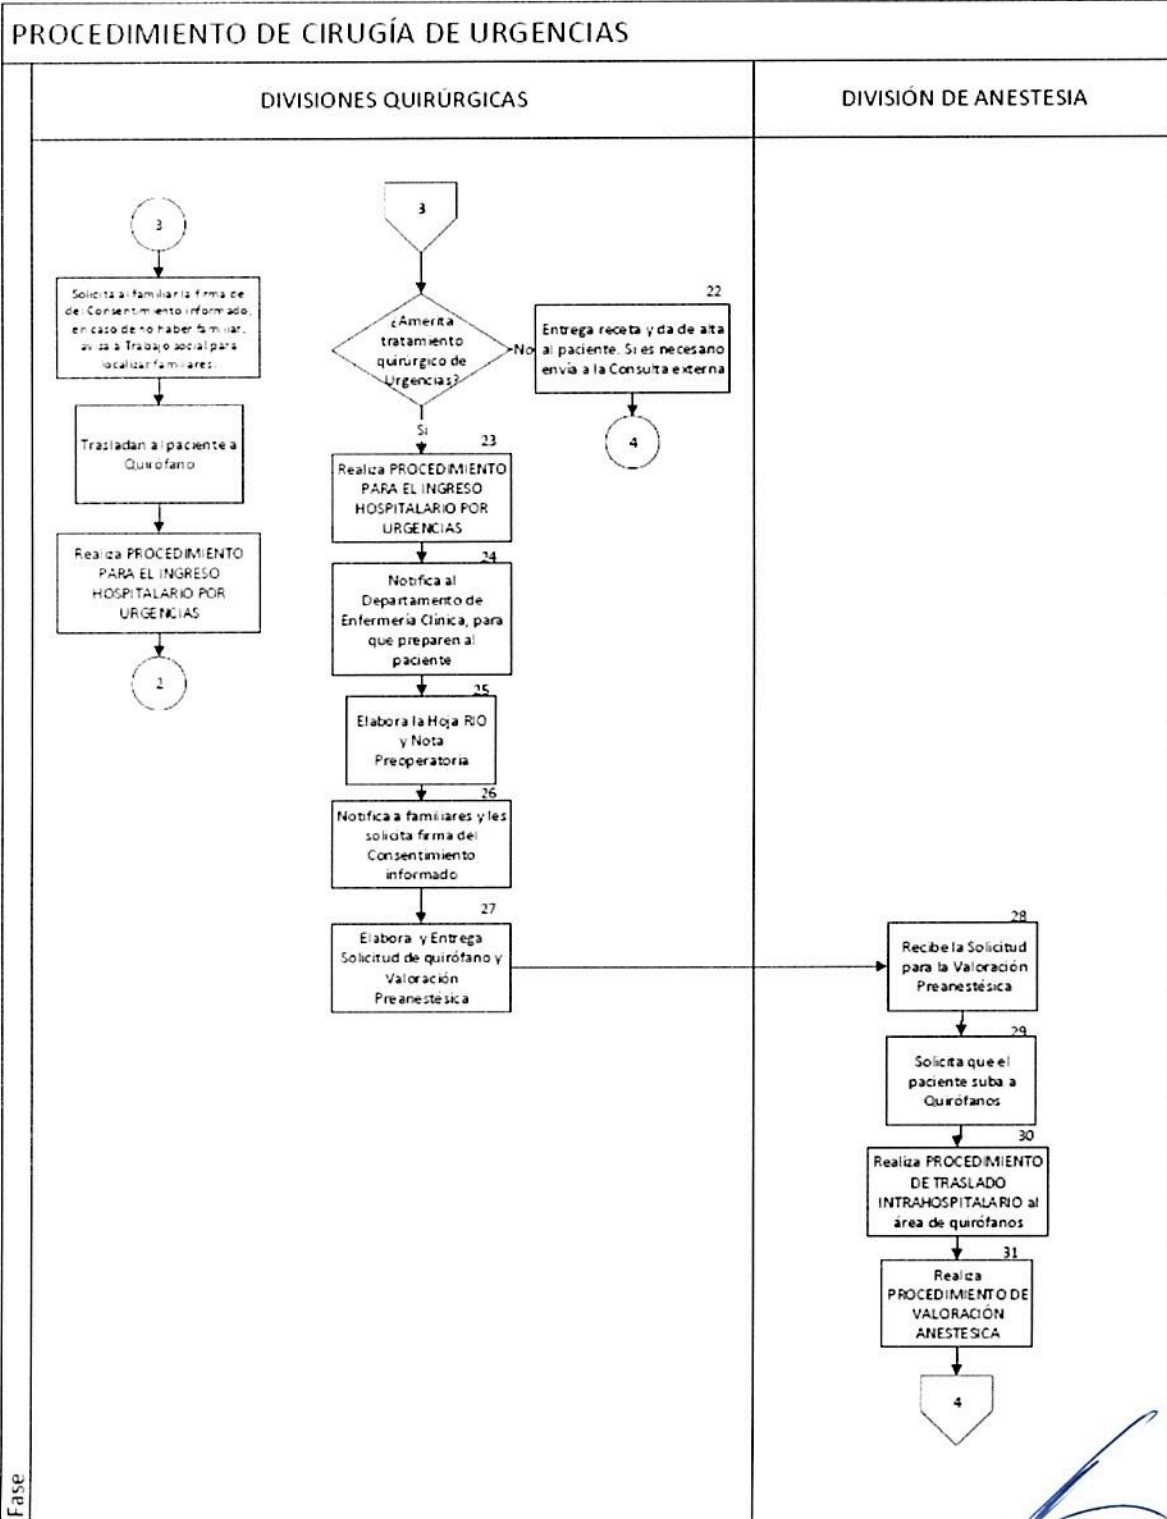 PROCEDIMIENTO DE CIRUGÍA DE URGENCIAS
DIVISIONES QUIRÚRGICAS
DIVISIÓN DE ANESTESIA
3
Solicita al familiar la firma de
del Consentimiento informado,
en caso de no haber familiar,
avisa a Trabajo social para
localizar familiares.
Trasladan al paciente a
Quirófano
Realiza PROCEDIMIENTO
PARA EL INGRESO
HOSPITALARIO POR
URGENCIAS
2
3
¿Amerita
tratamiento
quirúrgico de
Urgencias?
No
22
Entrega receta y da de alta
al paciente. Si es necesario
envía a la Consulta externa
4
Si
23
Realiza PROCEDIMIENTO
PARA EL INGRESO
HOSPITALARIO POR
URGENCIAS
24
Notifica al
Departamento de
Enfermería Clínica, para
que preparen al
paciente
25
Elabora la Hoja RIO
y Nota
Preoperatoria
26
Notifica a familiares y les
solicita firma del
Consentimiento
informado
27
Elabora y Entrega
Solicitud de quirófano y
Valoración
Preanestésica
28
Recibe la Solicitud
para la Valoración
Preanestésica
29
Solicita que el
paciente suba a
Quirófanos
30
Realiza PROCEDIMIENTO
DE TRASLADO
INTRAHOSPITALARIO al
área de quirófanos
31
Realiza
PROCEDIMIENTO DE
VALORACIÓN
ANESTESICA
4
Fase